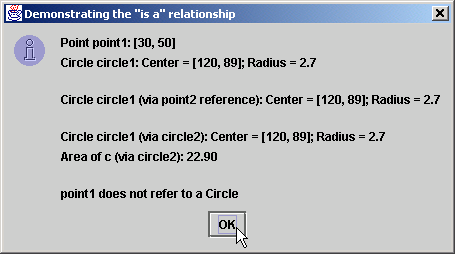 Demonstrating the "is a" relationship
Point point1: [30, 50]
Circle circle1: Center = [120, 89]; Radius = 2.7
Circle circle1 (via point2 reference): Center = [120, 89]; Radius = 2.7
Circle circle1 (via circle2): Center = [120, 89]; Radius = 2.7
Area of c (via circle2): 22.90
point1 does not refer to a Circle
OK